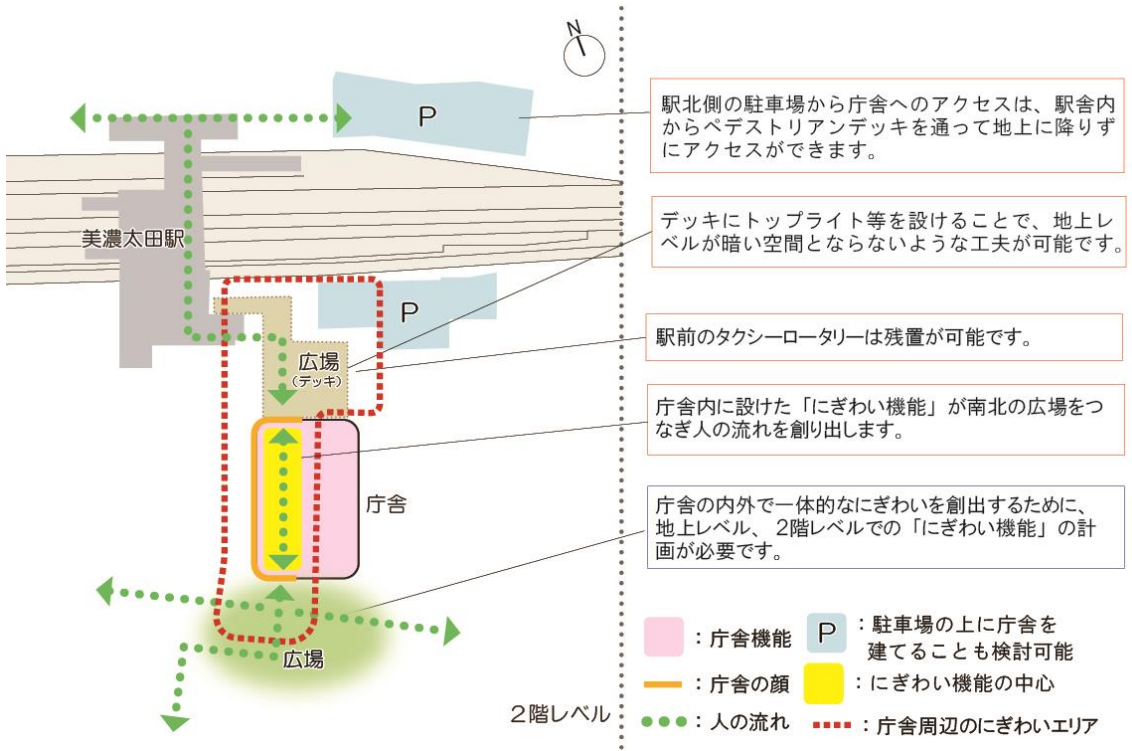 N
P
美濃太田駅
P
広場
(デッキ)
庁舎
広場
2階レベル
駅北側の駐車場から庁舎へのアクセスは、駅舎内
からペデストリアンデッキを通って地上に降りず
にアクセスができます。
デッキにトップライト等を設けることで、地上レ
ベルが暗い空間とならないような工夫が可能です。
駅前のタクシーロータリーは残置が可能です。
庁舎内に設けた「にぎわい機能」が南北の広場をつ
なぎ人の流れを創り出します。
庁舎の内外で一体的なにぎわいを創出するために、
地上レベル、2階レベルでの「にぎわい機能」の計
画が必要です。
：庁舎機能
P ：駐車場の上に庁舎を
建てることも検討可能
：庁舎の顔
：にぎわい機能の中心
：人の流れ
：庁舎周辺のにぎわいエリア